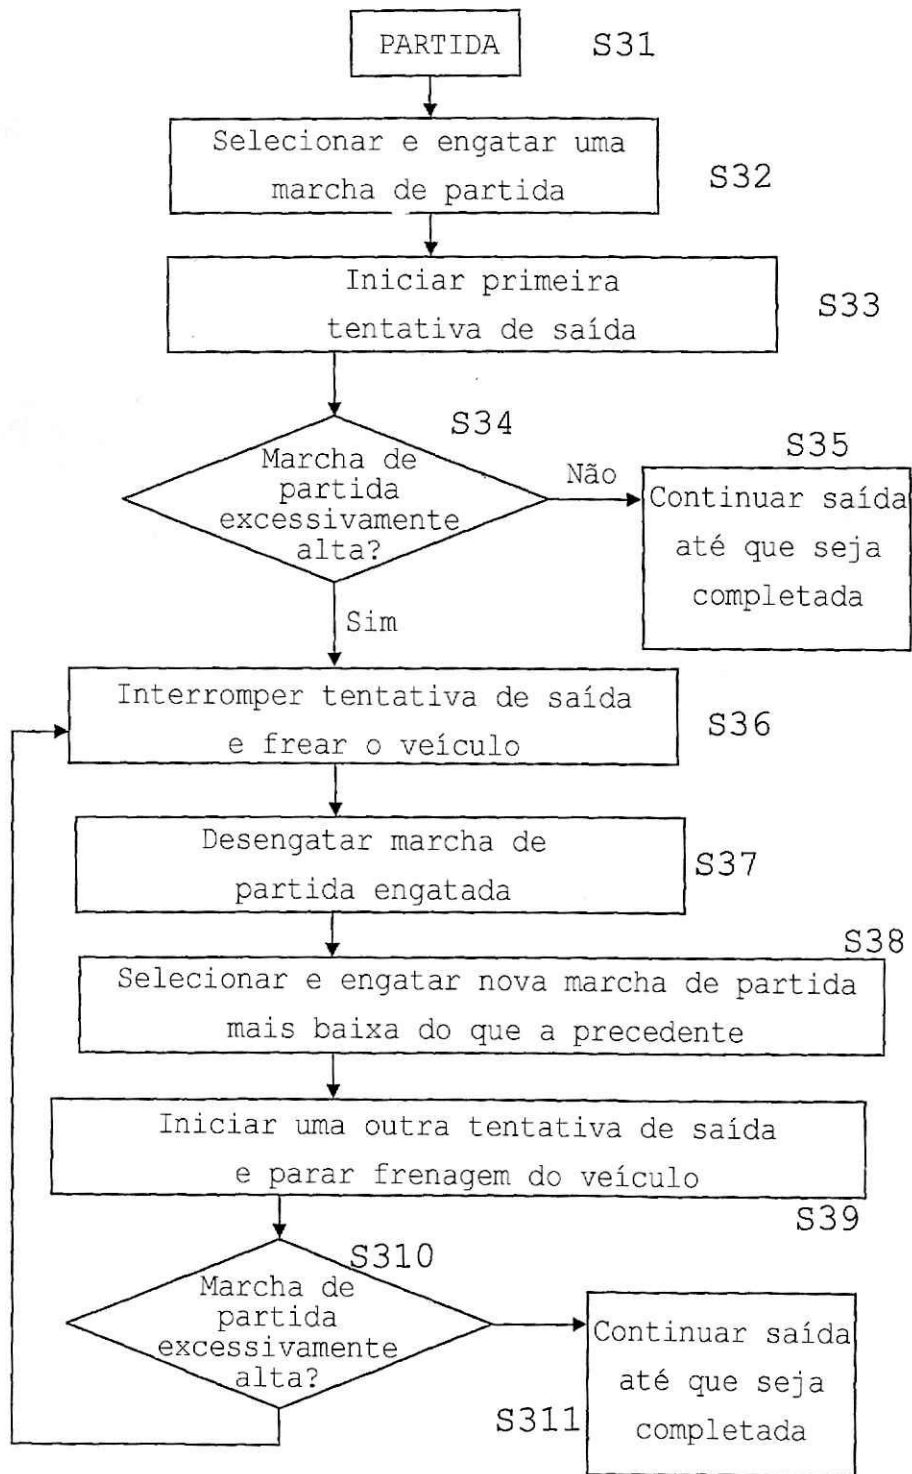 PARTIDA
S31
Selecionar e engatar uma
marcha de partida
S32
Iniciar primeira
tentativa de saída
S33
S34
Marcha de
partida
excessivamente
alta?
Não
S35
Continuar saída
até que seja
completada
Sim
Interromper tentativa de saída
e frear o veículo
S36
Desengatar marcha de
partida engatada
S37
S38
Selecionar e engatar nova marcha de partida
mais baixa do que a precedente
Iniciar uma outra tentativa de saída
e parar frenagem do veículo
S39
S310
Marcha de
partida
excessivamente
alta?
Continuar saída
até que seja
completada
S311